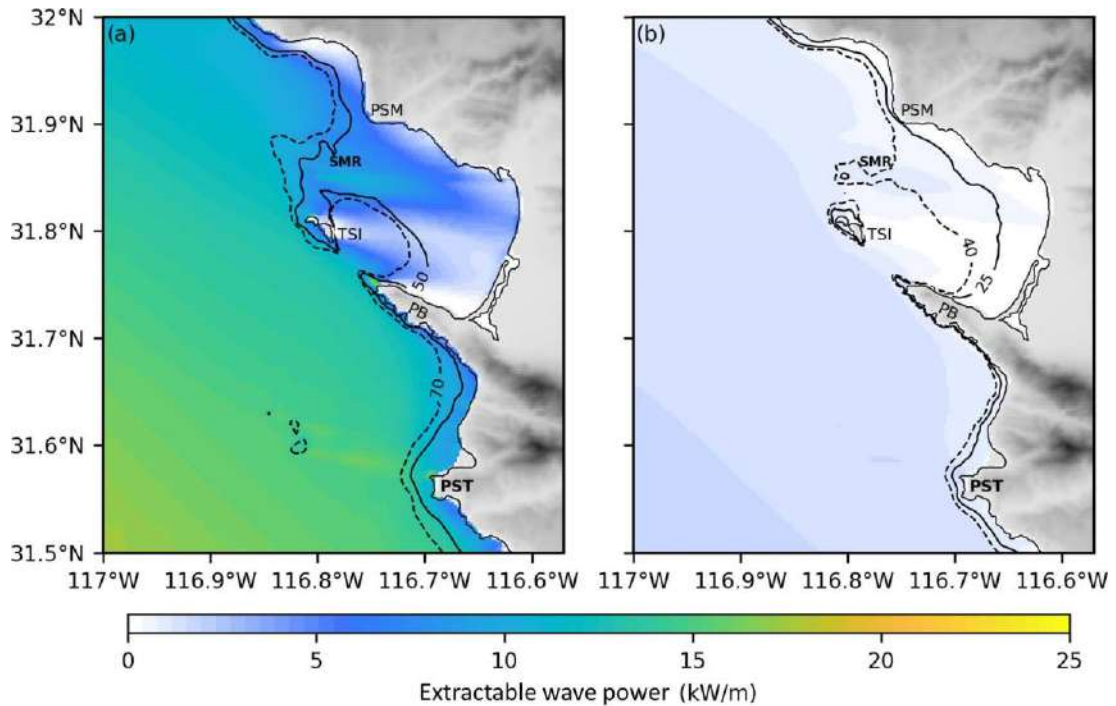 32°N
(a)
PSM
31.9°N
SMR
31.8°N
TSI
50
PB
31.7°N
70
31.6°N
PST
31.5°N
117°W
116.9°W
116.8°W
116.7°W
116.6°W
(b)
PSM
SMR
TSI
40
25
PB
PST
117°W
116.9°W
116.8°W
116.7°W
116.6°W
0
5
10
15
20
25
Extractable wave power (kW/m)